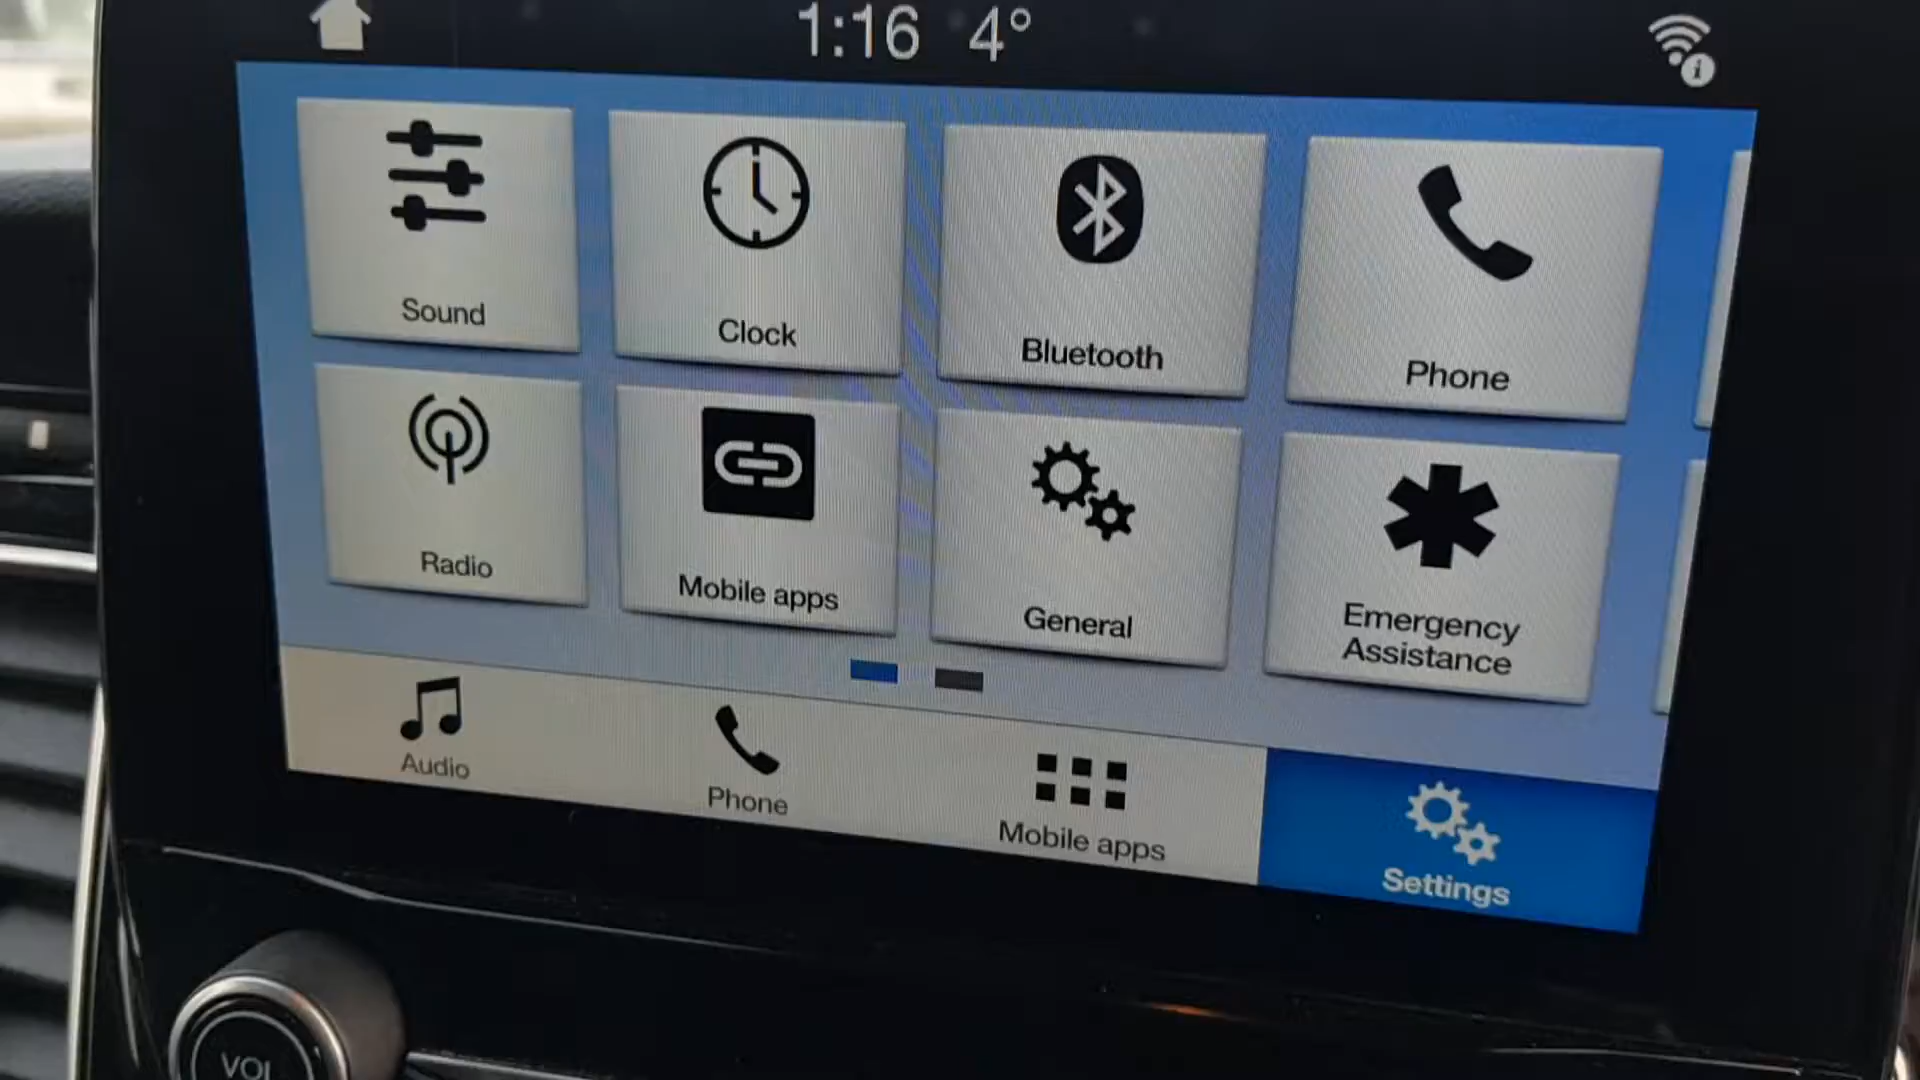 1:16 4°
Sound
Clock
Bluetooth
Phone
Radio
Mobile apps
General
Emergency
Assistance
Audio
Phone
Mobile apps
Settings
VOL